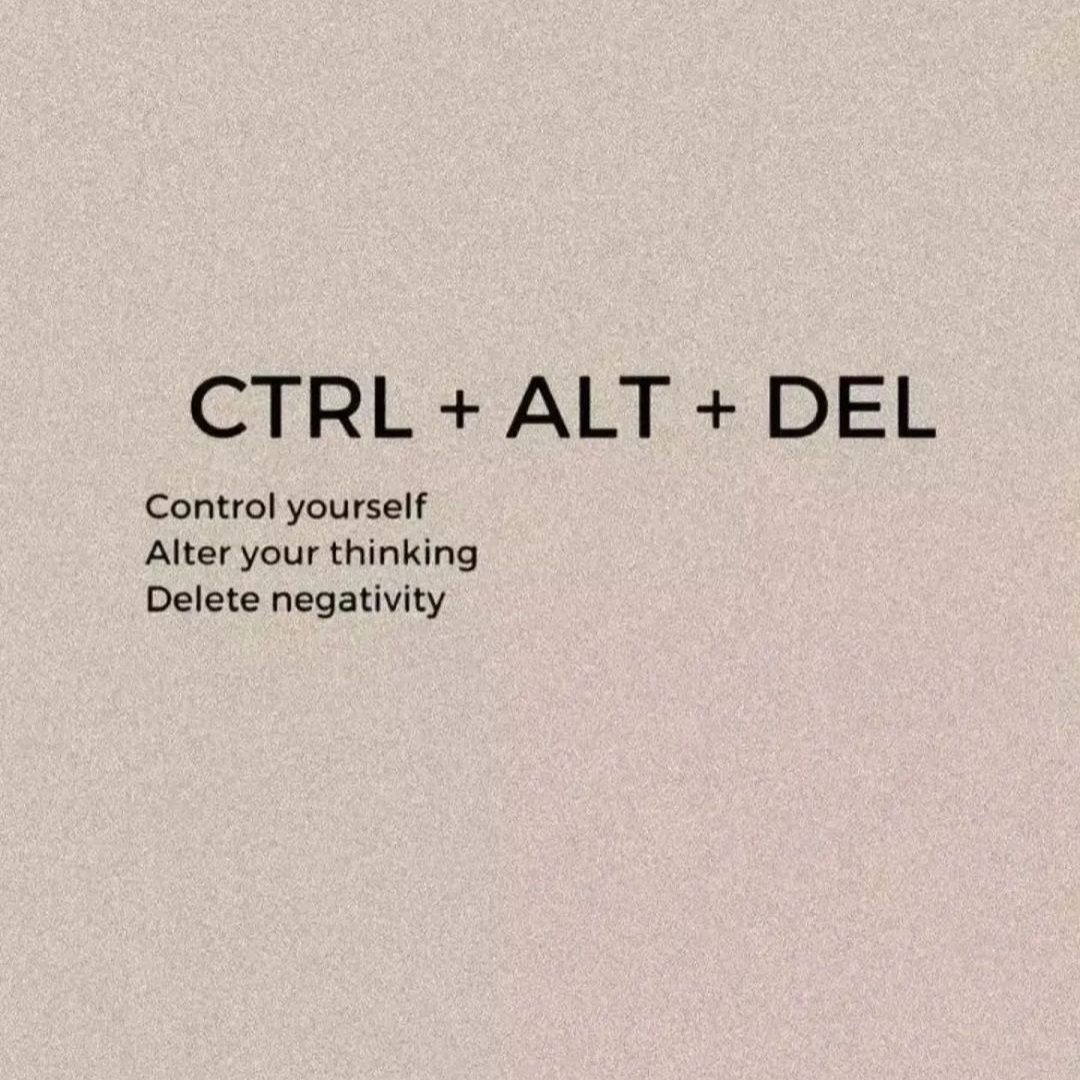 CTRL + ALT + DEL
Control yourself
Alter your thinking
Delete negativity